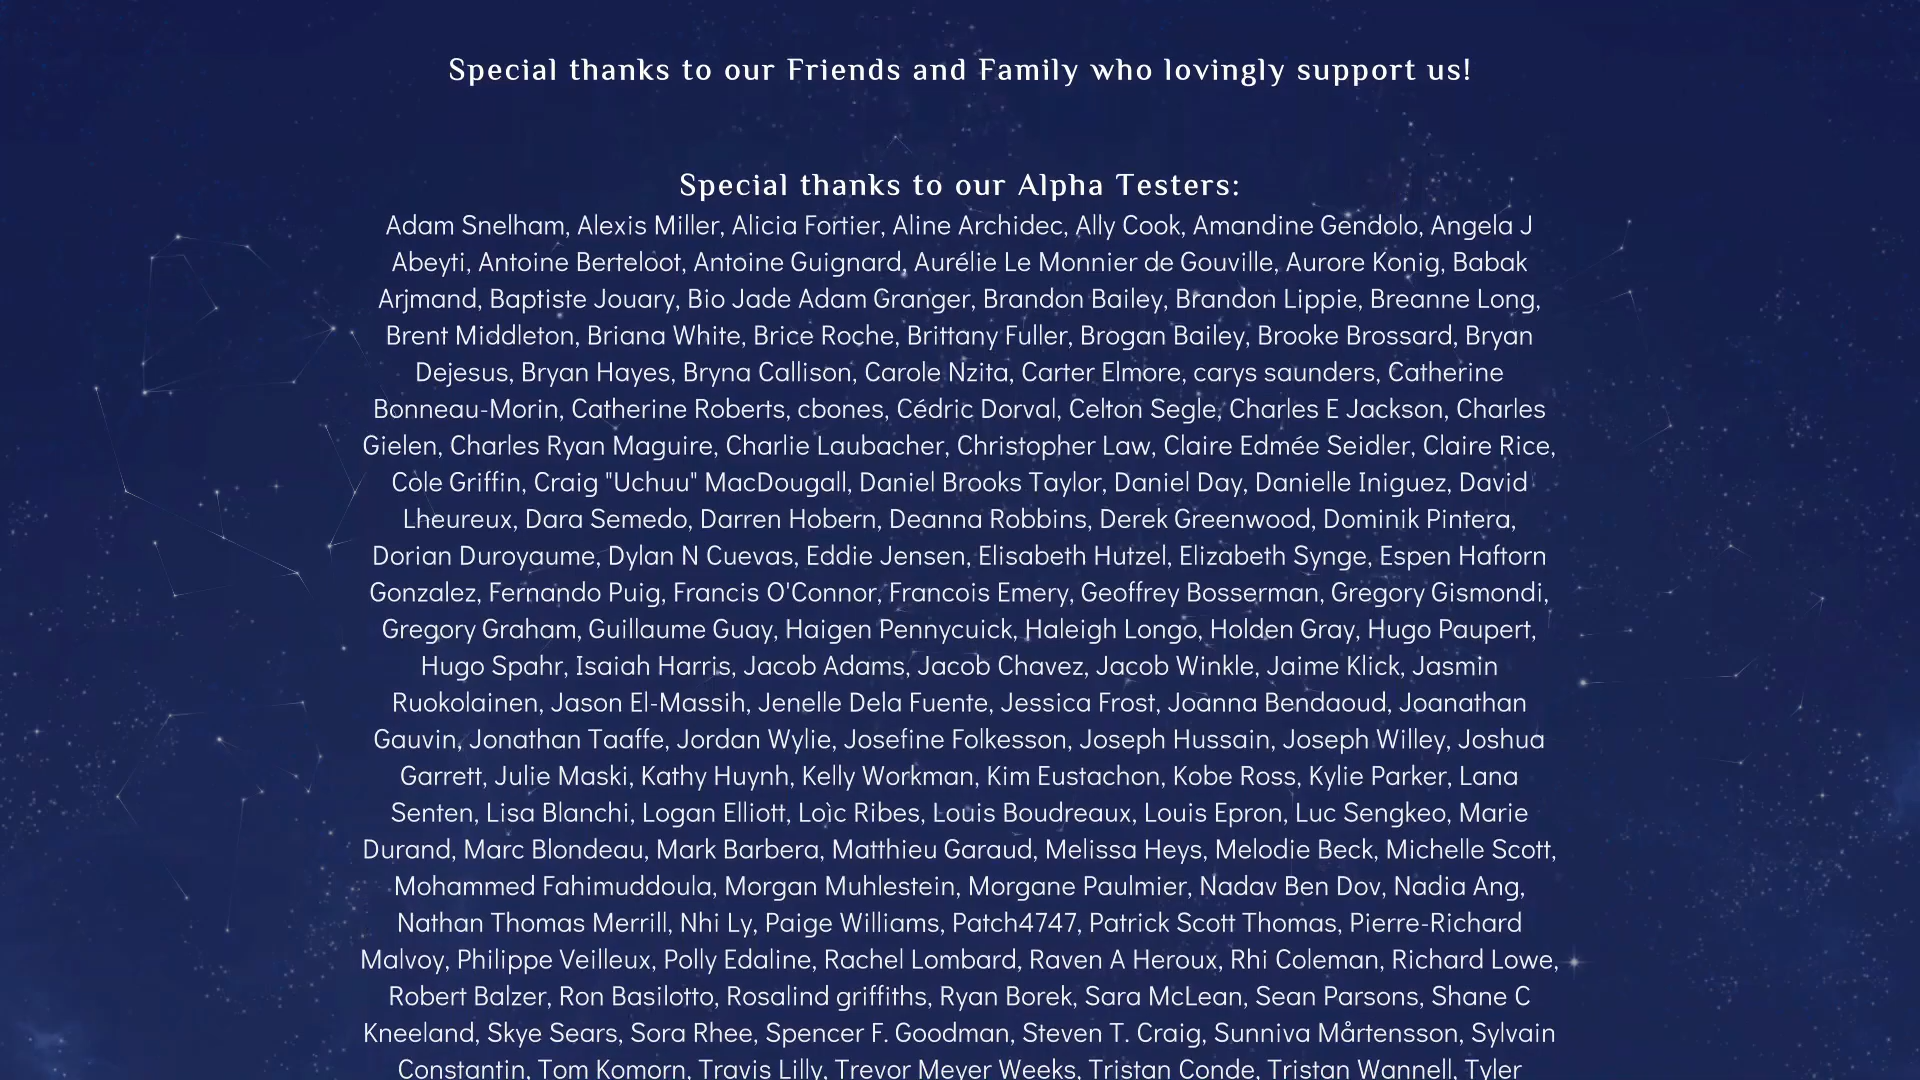 Special thanks to our Friends and Family who lovingly support us!
Special thanks to our Alpha Testers:
Adam Snelham, Alexis Miller, Alicia Fortier, Aline Archidec, Ally Cook, Amandine Gendolo, Angela J
Abeyti, Antoine Berteloot, Antoine Guignard, Aurélie Le Monnier de Gouville, Aurore Konig, Babak
Arjmand, Baptiste Jouary, Bio Jade Adam Granger, Brandon Bailey, Brandon Lippie, Breanne Long,
Brent Middleton, Briana White, Brice Roche, Brittany Fuller, Brogan Bailey, Brooke Brossard, Bryan
Dejesus, Bryan Hayes, Bryna Callison, Carole Nzita, Carter Elmore, carys saunders, Catherine
Bonneau-Morin, Catherine Roberts, cbones, Cédric Dorval, Celton Segle, Charles E Jackson, Charles
Gielen, Charles Ryan Maguire, Charlie Laubacher, Christopher Law, Claire Edmée Seidler, Claire Rice,
Cole Griffin, Craig "Uchuu" MacDougall, Daniel Brooks Taylor, Daniel Day, Danielle Iniguez, David
Lheureux, Dara Semedo, Darren Hobern, Deanna Robbins, Derek Greenwood, Dominik Pintera,
Dorian Duroyaume, Dylan N Cuevas, Eddie Jensen, Elisabeth Hutzel, Elizabeth Synge, Espen Haftorn
Gonzalez, Fernando Puig, Francis O'Connor, Francois Emery, Geoffrey Bosserman, Gregory Gismondi,
Gregory Graham, Guillaume Guay, Haigen Pennycuick, Haleigh Longo, Holden Gray, Hugo Paupert,
Hugo Spahr, Isaiah Harris, Jacob Adams, Jacob Chavez, Jacob Winkle, Jaime Klick, Jasmin
Ruokolainen, Jason El-Massih, Jenelle Dela Fuente, Jessica Frost, Joanna Bendaoud, Joanathan
Gauvin, Jonathan Taaffe, Jordan Wylie, Josefine Folkesson, Joseph Hussain, Joseph Willey, Joshua
Garrett, Julie Maski, Kathy Huynh, Kelly Workman, Kim Eustachon, Kobe Ross, Kylie Parker, Lana
Senten, Lisa Blanchi, Logan Elliott, Loìc Ribes, Louis Boudreaux, Louis Epron, Luc Sengkeo, Marie
Durand, Marc Blondeau, Mark Barbera, Matthieu Garaud, Melissa Heys, Melodie Beck, Michelle Scott,
Mohammed Fahimuddoula, Morgan Muhlestein, Morgane Paulmier, Nadav Ben Dov, Nadia Ang,
Nathan Thomas Merrill, Nhi Ly, Paige Williams, Patch4747, Patrick Scott Thomas, Pierre-Richard
Malvoy, Philippe Veilleux, Polly Edaline, Rachel Lombard, Raven A Heroux, Rhi Coleman, Richard Lowe,
Robert Balzer, Ron Basilotto, Rosalind griffiths, Ryan Borek, Sara McLean, Sean Parsons, Shane C
Kneeland, Skye Sears, Sora Rhee, Spencer F. Goodman, Steven T. Craig, Sunniva Mårtensson, Sylvain
Constantin, Tom Komorn, Travis Lilly, Trevor Meyer Weeks, Tristan Conde, Tristan Wannell, Tyler